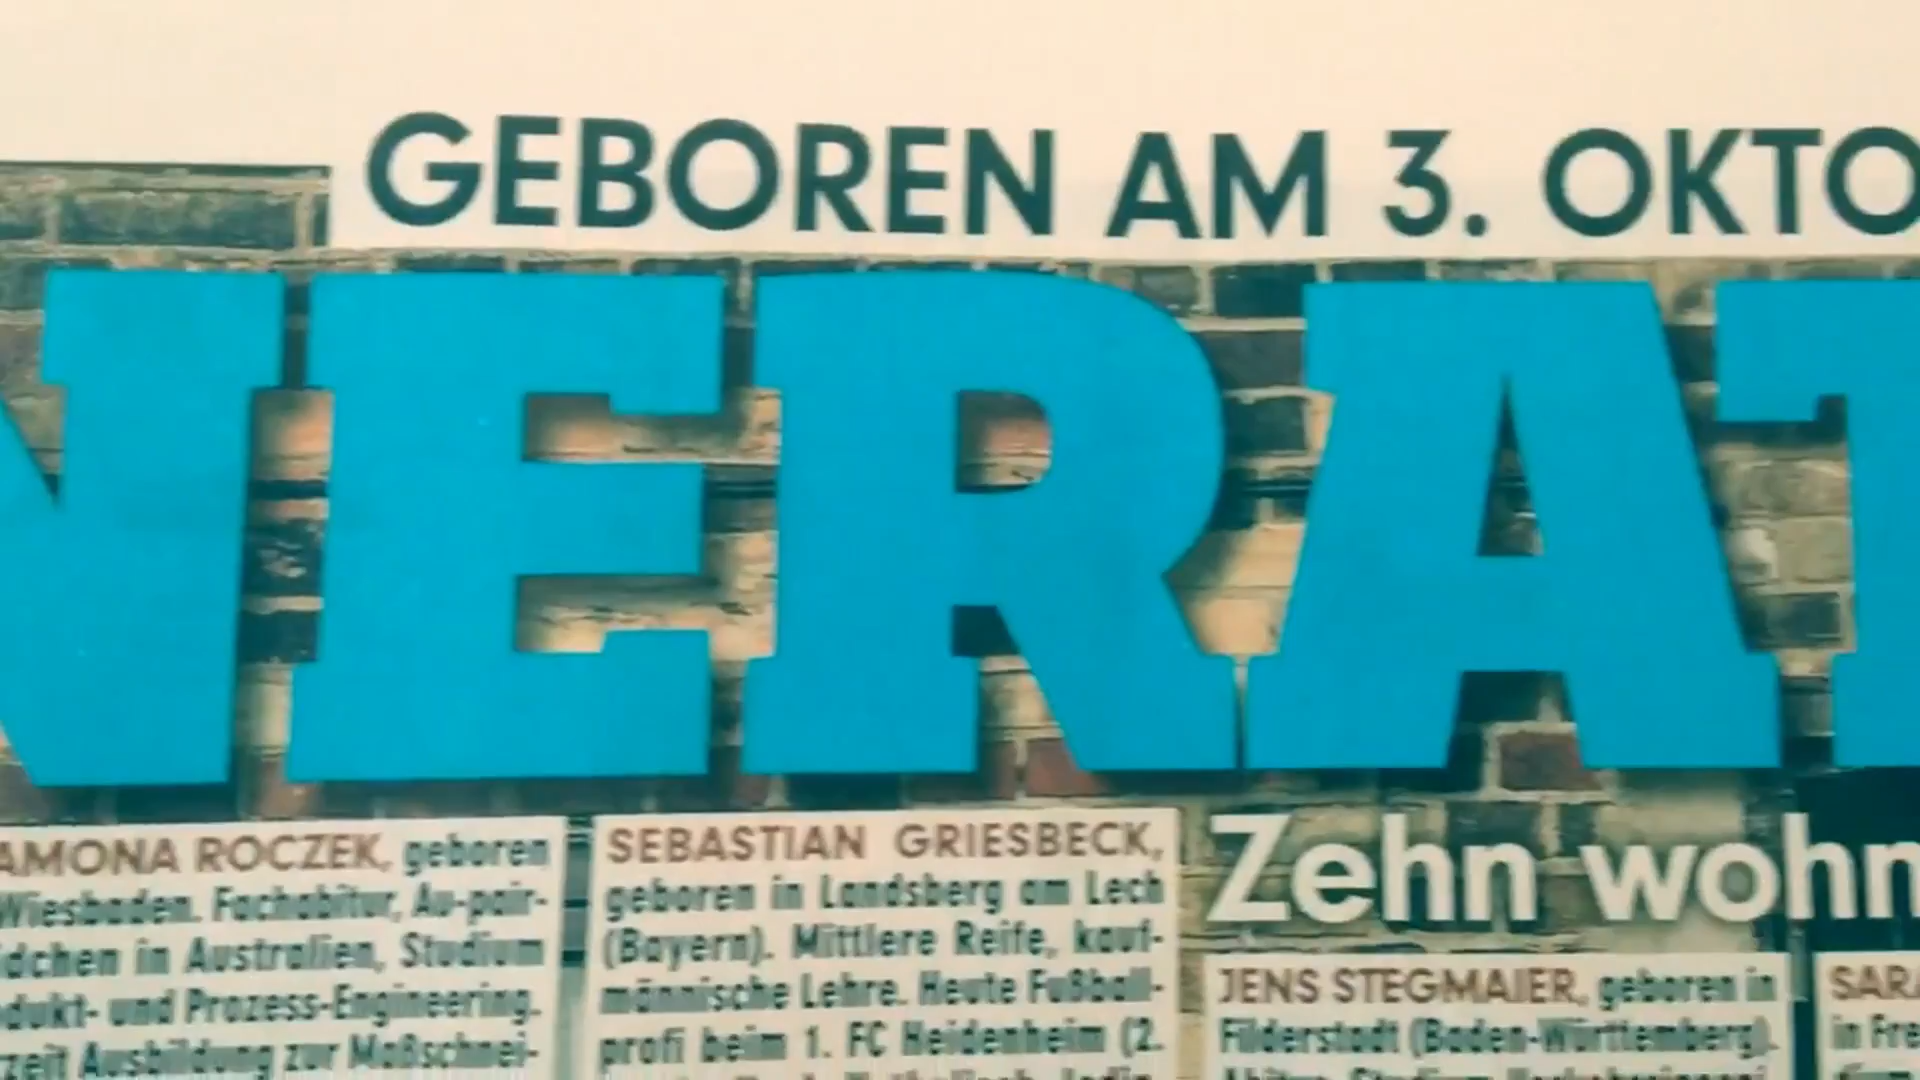 GEBOREN AM 3. OKTO
NERAT
AMONA ROCZEK, geboren
Wiesbaden. Fachabitur, Au-pair-
dchen in Australien, Studium
dukt- und Prozess-Engineering.
zeit Ausbildung zur Maßschnei-
SEBASTIAN GRIESBECK,
geboren in Landsberg am Lech
(Bayern). Mittlere Reife, kauf-
männische Lehre. Heute Fußball-
profi beim 1. FC Heidenheim (2.
Zehn wohn
JENS STEGMAIER, geboren in
Filderstadt (Baden-Württemberg).
SARA
in Fre